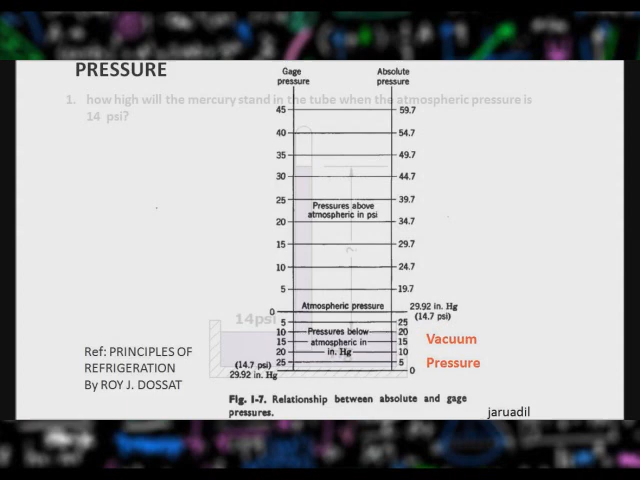 PRESSURE
Gage
pressure
Absolute
pressure
1. how high will the mercury stand in the tube when the atmospheric pressure is
14 psi?
45
59.7
40
54.7
35
49.7
30
44.7
25
39.7
Pressures above
atmospheric in psi
20
34.7
15
29.7
10
24.7
5
19.7
Atmospheric pressure
29.92 in. Hg
(14.7 psi)
0
14psi
5
25
10
Pressures below
20
15
atmospheric in
15
20
in. Hg
10
25
5
(14.7 psi)
29.92 in. Hg
0
?
Vacuum
Pressure
Ref: PRINCIPLES OF
REFRIGERATION
By ROY J. DOSSAT
Fig. 1-7. Relationship between absolute and gage
pressures.
jaruadil